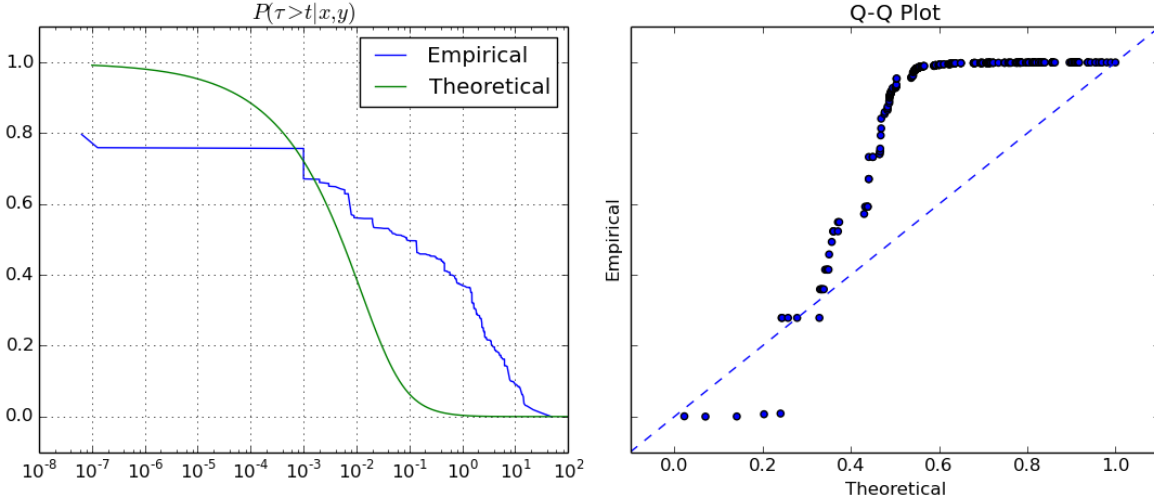 P(τ>t|x,y)
Empirical
Theoretical
1.0
0.8
0.6
0.4
0.2
0.0
10^-8 10^-7 10^-6 10^-5 10^-4 10^-3 10^-2 10^-1 10^0 10^1 10^2
Q-Q Plot
Empirical
0.0 0.2 0.4 0.6 0.8 1.0
Theoretical